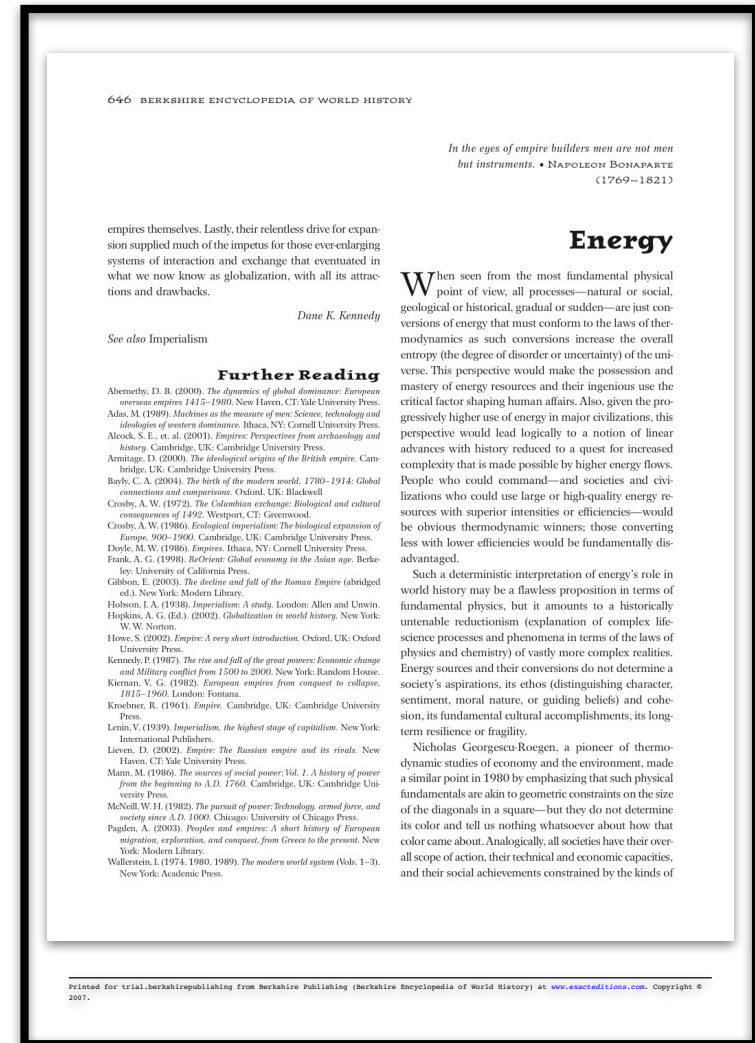 646 BERKSHIRE ENCYCLOPEDIA OF WORLD HISTORY
In the eyes of empire builders men are not men
but instruments. • Napoleon Bonaparte
(1769–1821)
empires themselves. Lastly, their relentless drive for expan-
sion supplied much of the impetus for those ever-enlarging
systems of interaction and exchange that eventuated in
what we now know as globalization, with all its attrac-
tions and drawbacks.
Dane K. Kennedy
See also Imperialism
Further Reading
Abernethy, D. B. (2000). The dynamics of global dominance: European
overseas empires 1415–1980. New Haven, CT: Yale University Press.
Adas, M. (1989). Machines as the measure of men: Science, technology and
ideologies of western dominance. Ithaca, NY: Cornell University Press.
Alcock, S. E., et. al. (2001). Empires: Perspectives from archaeology and
history. Cambridge, UK: Cambridge University Press.
Armitage, D. (2000). The ideological origins of the British empire. Cam-
bridge, UK: Cambridge University Press.
Bayly, C. A. (2004). The birth of the modern world, 1780–1914: Global
connections and comparisons. Oxford, UK: Blackwell
Crosby, A. W. (1972). The Columbian exchange: Biological and cultural
consequences of 1492. Westport, CT: Greenwood.
Crosby, A. W. (1986). Ecological imperialism: The biological expansion of
Europe, 900–1900. Cambridge, UK: Cambridge University Press.
Doyle, M. W. (1986). Empires. Ithaca, NY: Cornell University Press.
Frank, A. G. (1998). ReOrient: Global economy in the Asian age. Berke-
ley: University of California Press.
Gibbon, E. (2003). The decline and fall of the Roman Empire (abridged
ed.). New York: Modern Library.
Hobson, J. A. (1938). Imperialism: A study. London: Allen and Unwin.
Hopkins, A. G. (Ed.). (2002). Globalization in world history. New York:
W. W. Norton.
Howe, S. (2002). Empire: A very short introduction. Oxford, UK: Oxford
University Press.
Kennedy, P. (1987). The rise and fall of the great powers: Economic change
and Military conflict from 1500 to 2000. New York: Random House.
Kiernan, V. G. (1982). European empires from conquest to collapse,
1815–1960. London: Fontana.
Kroebner, R. (1961). Empire. Cambridge, UK: Cambridge University
Press.
Lenin, V. (1939). Imperialism, the highest stage of capitalism. New York:
International Publishers.
Lieven, D. (2002). Empire: The Russian empire and its rivals. New
Haven, CT: Yale University Press.
Mann, M. (1986). The sources of social power: Vol. 1. A history of power
from the beginning to A.D. 1760. Cambridge, UK: Cambridge Uni-
versity Press.
McNeill, W. H. (1982). The pursuit of power: Technology, armed force, and
society since A.D. 1000. Chicago: University of Chicago Press.
Pagden, A. (2003). Peoples and empires: A short history of European
migration, exploration, and conquest, from Greece to the present. New
York: Modern Library.
Wallerstein, I. (1974, 1980, 1989). The modern world system (Vols. 1–3).
New York: Academic Press.
Energy
When seen from the most fundamental physical
point of view, all processes—natural or social,
geological or historical, gradual or sudden—are just con-
versions of energy that must conform to the laws of ther-
modynamics as such conversions increase the overall
entropy (the degree of disorder or uncertainty) of the uni-
verse. This perspective would make the possession and
mastery of energy resources and their ingenious use the
critical factor shaping human affairs. Also, given the pro-
gressively higher use of energy in major civilizations, this
perspective would lead logically to a notion of linear
advances with history reduced to a quest for increased
complexity that is made possible by higher energy flows.
People who could command—and societies and civi-
lizations who could use large or high-quality energy re-
sources with superior intensities or efficiencies—would
be obvious thermodynamic winners; those converting
less with lower efficiencies would be fundamentally dis-
advantaged.
Such a deterministic interpretation of energy's role in
world history may be a flawless proposition in terms of
fundamental physics, but it amounts to a historically
untenable reductionism (explanation of complex life-
science processes and phenomena in terms of the laws of
physics and chemistry) of vastly more complex realities.
Energy sources and their conversions do not determine a
society's aspirations, its ethos (distinguishing character,
sentiment, moral nature, or guiding beliefs) and cohe-
sion, its fundamental cultural accomplishments, its long-
term resilience or fragility.
Nicholas Georgescu-Roegen, a pioneer of thermo-
dynamic studies of economy and the environment, made
a similar point in 1980 by emphasizing that such physical
fundamentals are akin to geometric constraints on the size
of the diagonals in a square—but they do not determine
its color and tell us nothing whatsoever about how that
color came about. Analogically, all societies have their over-
all scope of action, their technical and economic capacities,
and their social achievements constrained by the kinds of
Printed for trial.berkshirepublishing from Berkshire Publishing (Berkshire Encyclopedia of World History) at www.exacteditions.com. Copyright ©
2007.